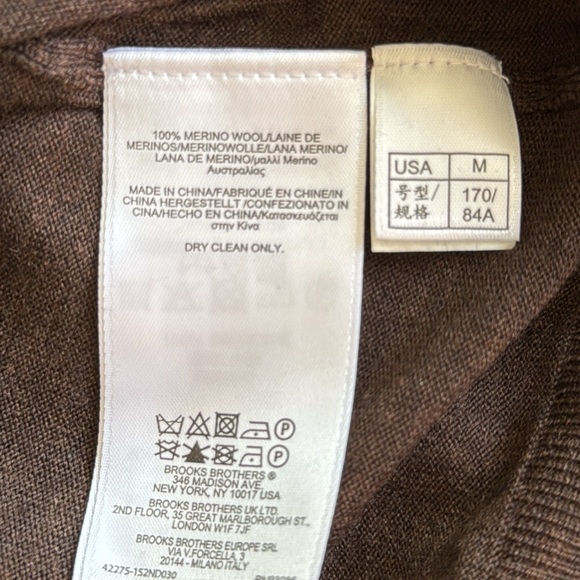 100% MERINO WOOL/LAINE DE
MERINOS/MERINOWOLLE/LANA MERINO/
LANA DE MERINO/μαλλί Merino
Αυστραλίας
MADE IN CHINA/FABRIQUÉ EN CHINE/IN
CHINA HERGESTELLT /CONFEZIONATO IN
CINA/HECHO EN CHINA/Κατασκευάζεται
στην Κίνα
DRY CLEAN ONLY.
P
P
BROOKS BROTHERS ®
346 MADISON AVE.
NEW YORK, NY 10017 USA
BROOKS BROTHERS UK LTD.
2ND FLOOR, 35 GREAT MARLBOROUGH ST.
LONDON W1F 7JF
BROOKS BROTHERS EUROPE SRL
VIA V.FORCELLA, 3
20144 - MILANO ITALY
42275-152ND030
USA M
号型/ 170/
规格 84A